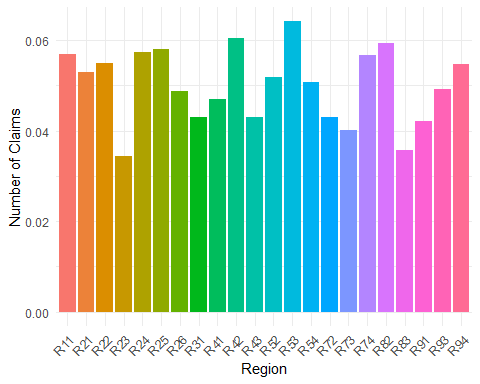 Number of Claims
0.06
0.04
0.02
0.00
R11
R21
R22
R23
R24
R25
R26
R31
R41
R42
R43
R52
R53
R54
R72
R73
R74
R82
R83
R91
R93
R94
Region